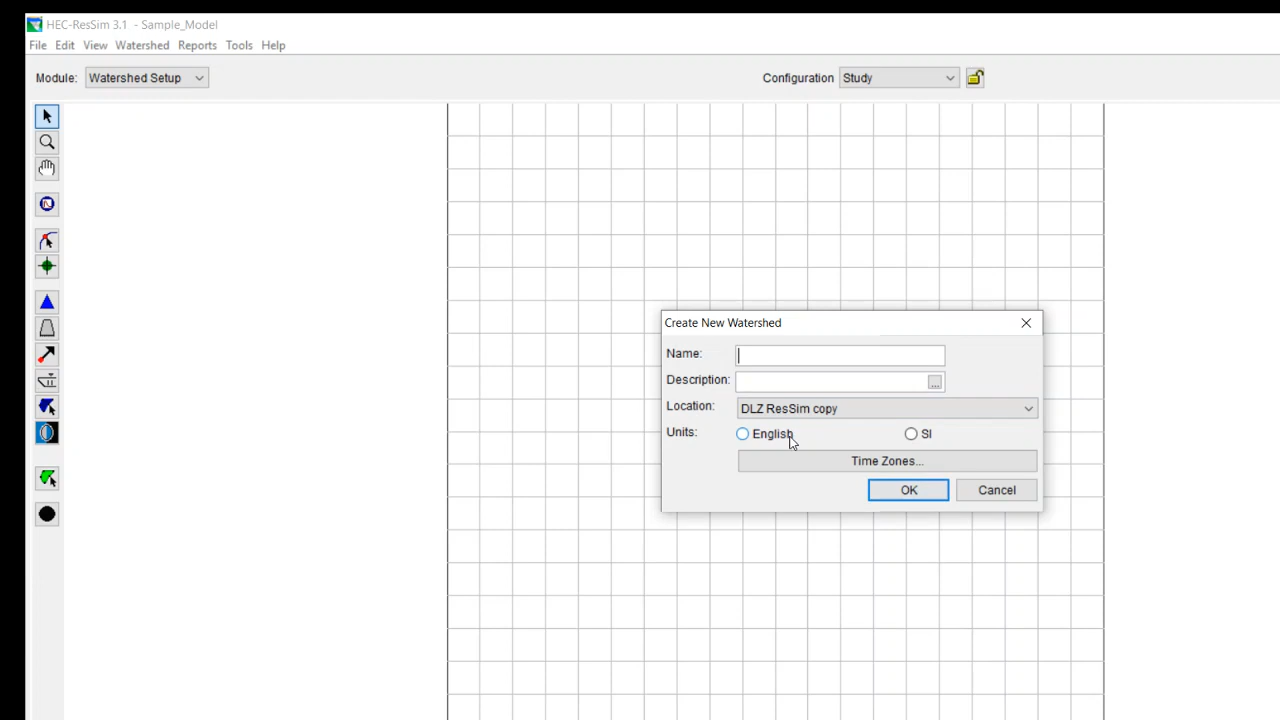 HEC-ResSim 3.1 - Sample_Model
File Edit View Watershed Reports Tools Help
Module: Watershed Setup Configuration Study
Create New Watershed
Name:
Description: ...
Location: DLZ ResSim copy
Units: English SI
Time Zones...
OK Cancel